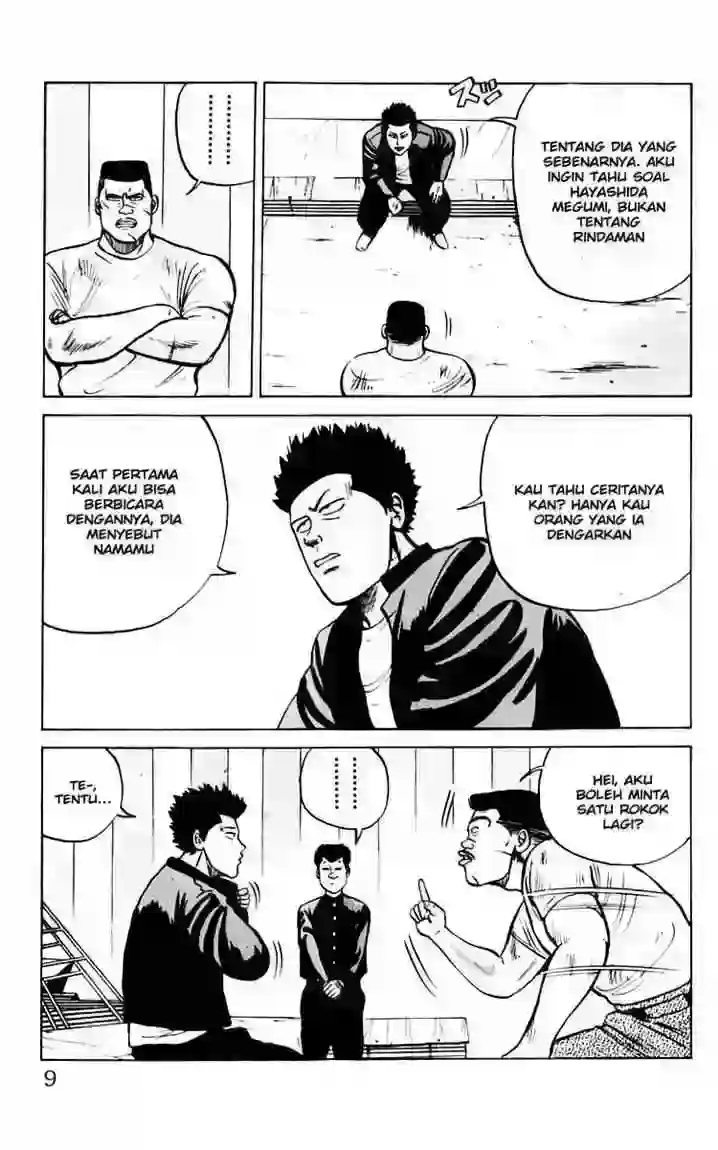 TENTANG DIA YANG
SEBENARNYA. AKU
INGIN TAHU SOAL
HAYASHIDA
MEGUMI, BUKAN
TENTANG
RINDAMAN
ズッ
KAU TAHU CERITANYA
KAN? HANYA KAU
ORANG YANG IA
DENGARKAN
SAAT PERTAMA
KALI AKU BISA
BERBICARA
DENGANNYA, DIA
MENYEBUT
NAMAMU
HEI, AKU
BOLEH MINTA
SATU ROKOK
LAGI?
TE-,
TENTU...
9